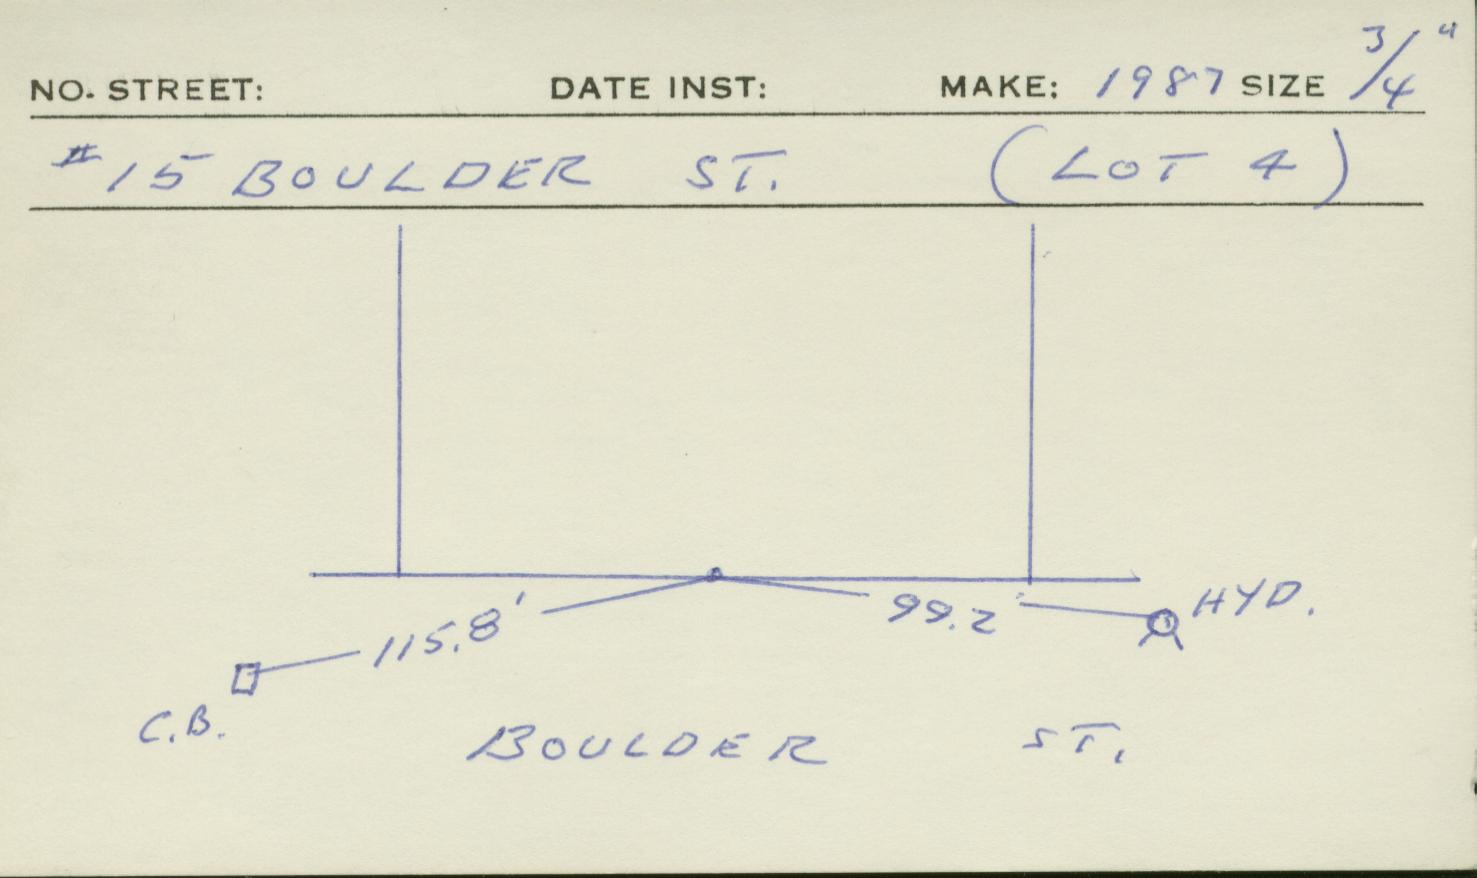 NO. STREET: DATE INST: MAKE: 1987 SIZE 3/4"
#15 BOULDER ST. (LOT 4)
115.8' 99.2' HYD.
C.B.
BOULDER ST.